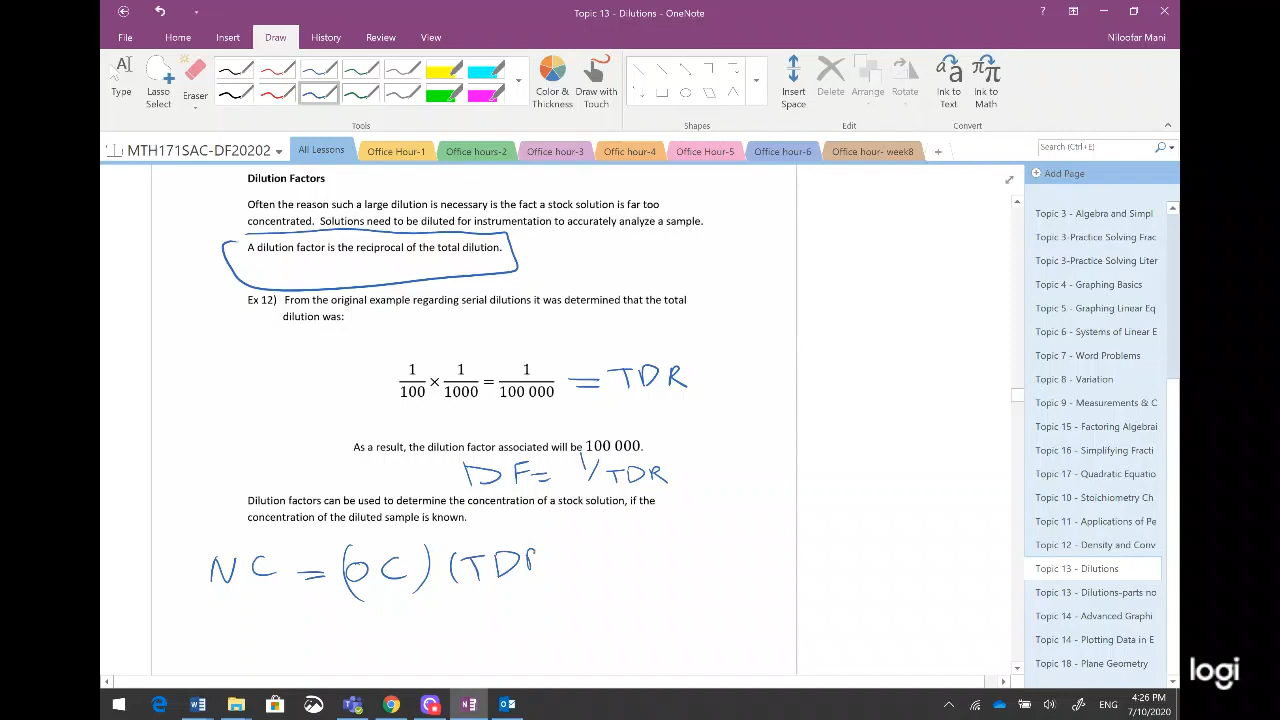 Topic 13 - Dilutions - OneNote
?
Niloofar Mani
File Home Insert Draw History Review View
Type
Lasso Select
Eraser
Color & Thickness
Draw with Touch
Insert Space
Delete
Arrange
Rotate
Ink to Text
Ink to Math
Tools Shapes Edit Convert
MTH171SAC-DF20202
All Lessons Office Hour-1 Office hours-2 Office hour-3 Office hour-4 Office Hour-5 Office hour-6 Office hour- week8 +
Search (Ctrl+E)
Add Page
Topic 3 - Algebra and Simpl
Topic 3-Practice Solving Frac
Topic 3-Practice Solving Liter
Topic 4 - Graphing Basics
Topic 5 - Graphing Linear Eq
Topic 6 - Systems of Linear E
Topic 7 - Word Problems
Topic 8 - Variation
Topic 9 - Measurements & C
Topic 15 - Factoring Algebrai
Topic 16 - Simplifying Fracti
Topic 17 - Quadratic Equatio
Topic 10 - Stoichiometry Ch
Topic 11 - Applications of Pe
Topic 12 - Density and Conv
Topic 13 - Dilutions
Topic 13 - Dilutions-parts no
Topic 14 - Advanced Graphi
Topic 14 - Plotting Data in E
Topic 18 - Plane Geometry
Dilution Factors
Often the reason such a large dilution is necessary is the fact a stock solution is far too
concentrated. Solutions need to be diluted for instrumentation to accurately analyze a sample.
A dilution factor is the reciprocal of the total dilution.
Ex 12) From the original example regarding serial dilutions it was determined that the total
dilution was:
1/100 × 1/1000 = 1/100 000 = TDR
As a result, the dilution factor associated will be 100 000.
DF = 1/TDR
Dilution factors can be used to determine the concentration of a stock solution, if the
concentration of the diluted sample is known.
NC = (OC) (TDR
logi
ENG
4:26 PM
7/10/2020